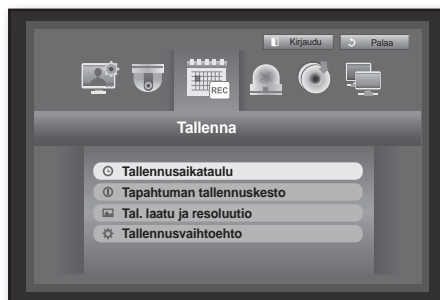 Kirjaudu Palaa
REC
Tallenna
Tallennusaikataulu
Tapahtuman tallennuskesto
Tal. laatu ja resoluutio
Tallennusvaihtoehto